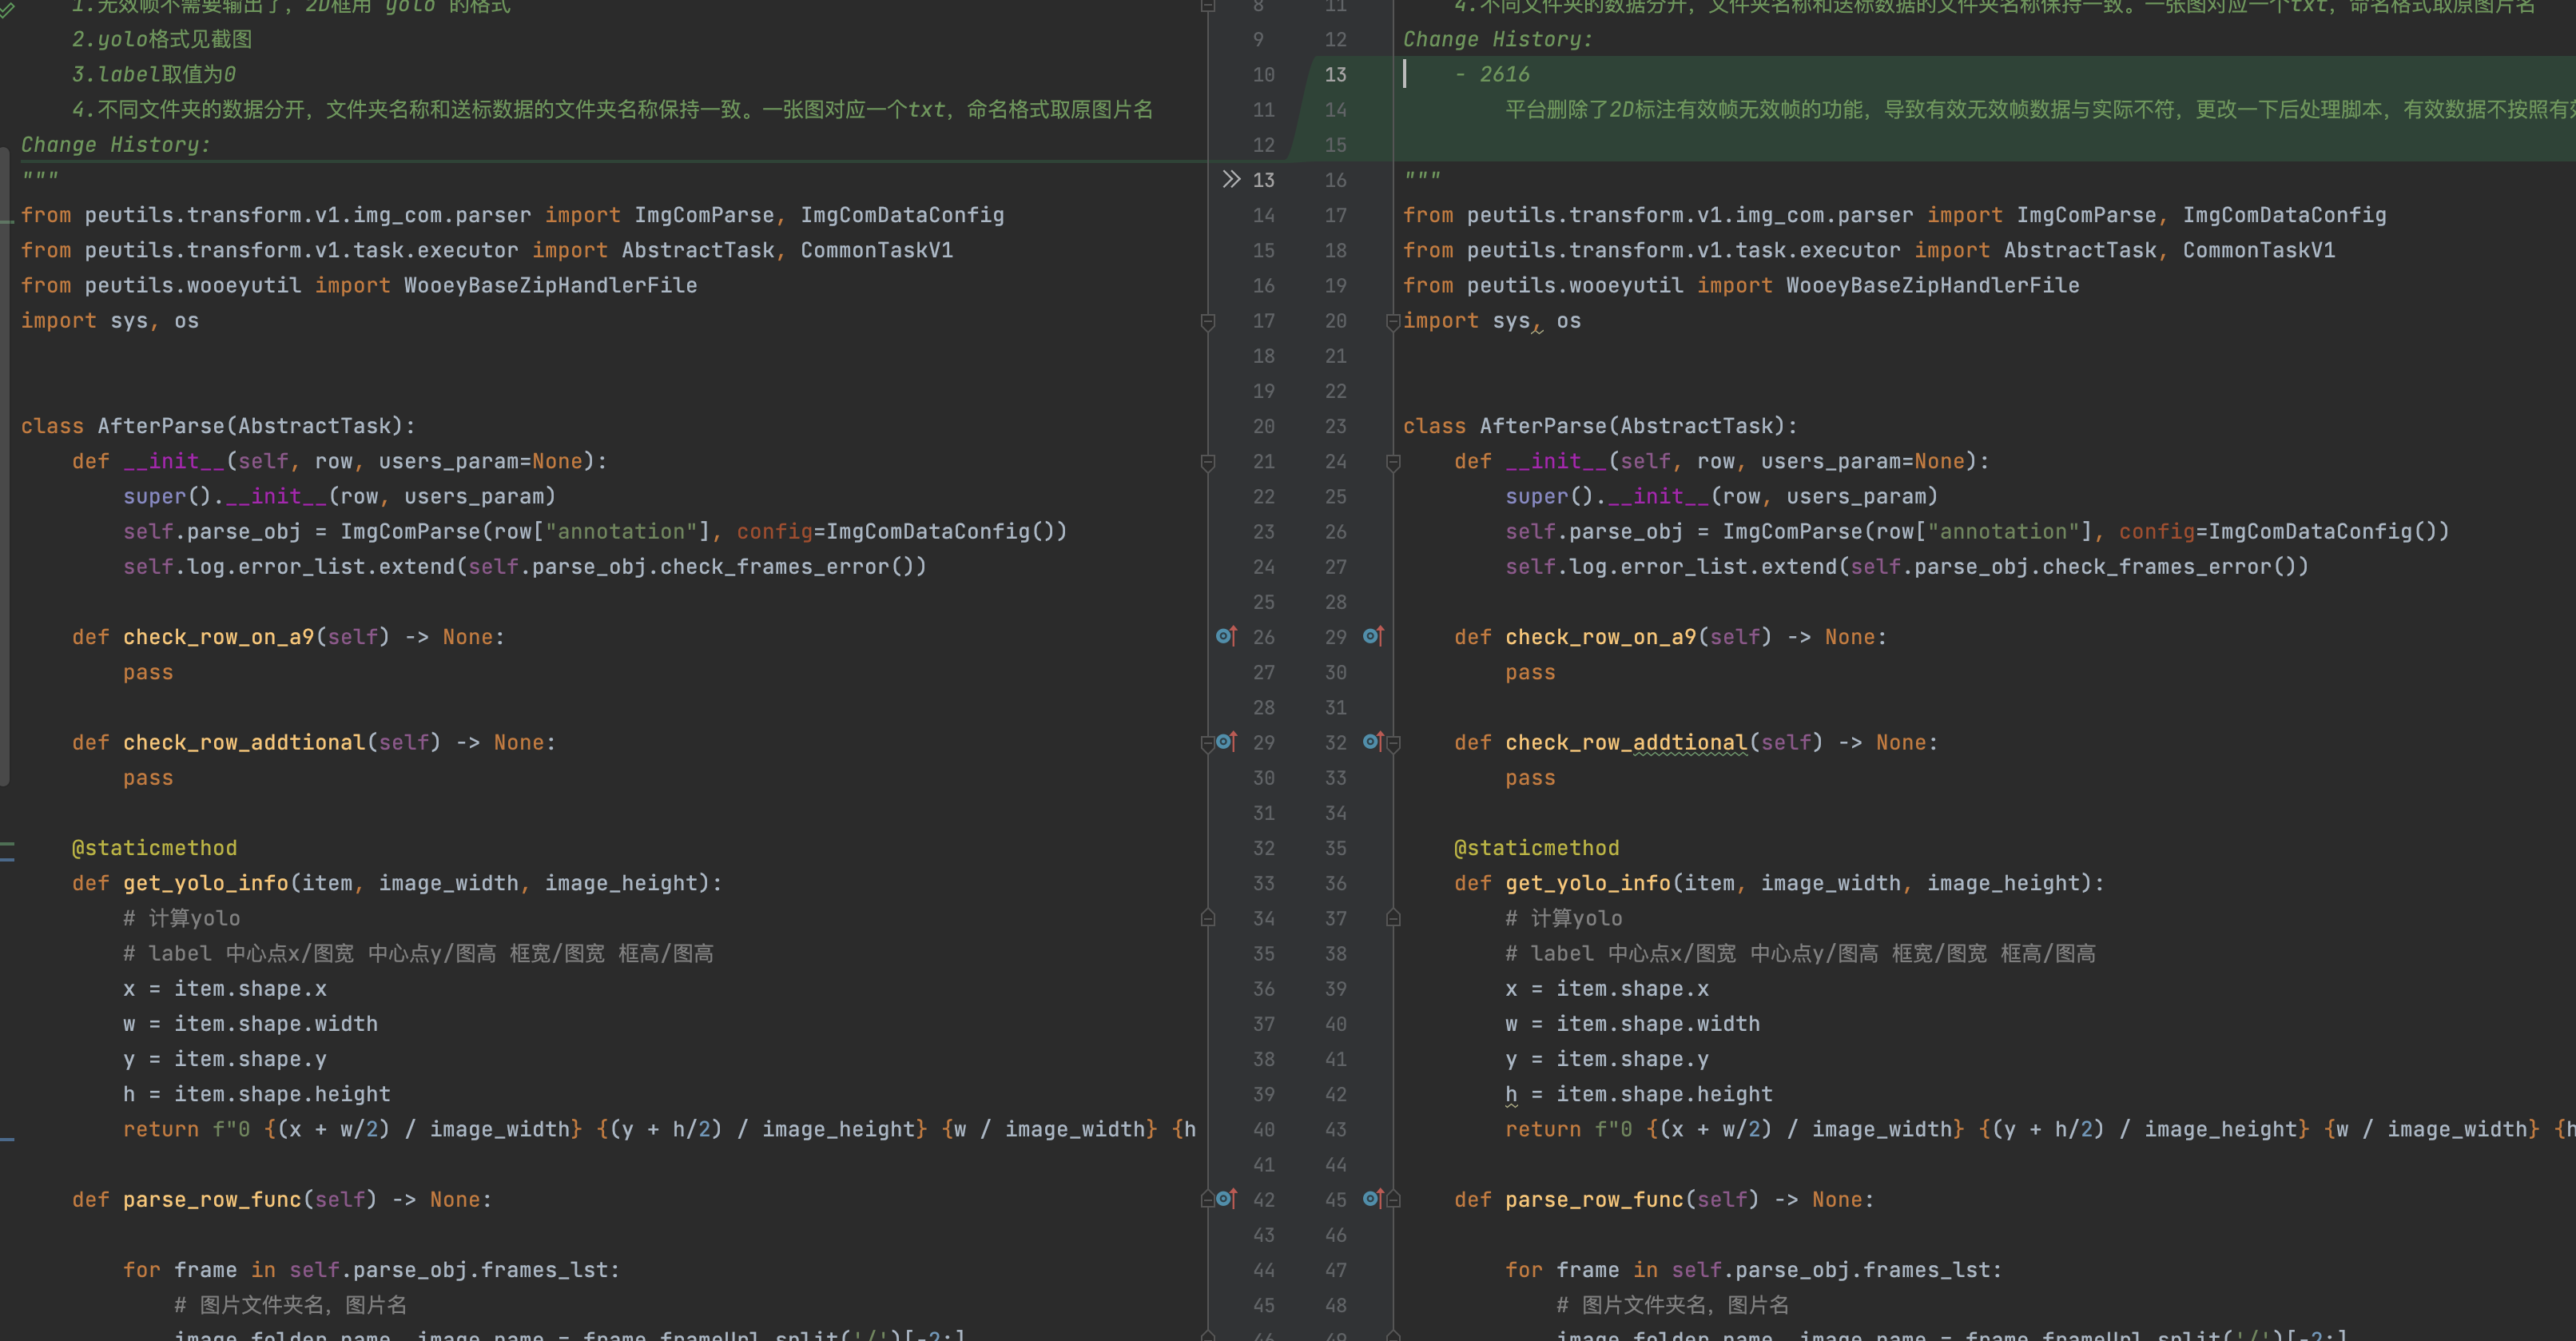 1.无效帧不需要输出了，2D框用 yolo 的格式
2.yolo格式见截图
3.label取值为0
4.不同文件夹的数据分开，文件夹名称和送标数据的文件夹名称保持一致。一张图对应一个txt，命名格式取原图片名
Change History:
"""
from peutils.transform.v1.img_com.parser import ImgComParse, ImgComDataConfig
from peutils.transform.v1.task.executor import AbstractTask, CommonTaskV1
from peutils.wooeyutil import WooeyBaseZipHandlerFile
import sys, os
class AfterParse(AbstractTask):
def __init__(self, row, users_param=None):
super().__init__(row, users_param)
self.parse_obj = ImgComParse(row["annotation"], config=ImgComDataConfig())
self.log.error_list.extend(self.parse_obj.check_frames_error())
def check_row_on_a9(self) -> None:
pass
def check_row_addtional(self) -> None:
pass
@staticmethod
def get_yolo_info(item, image_width, image_height):
# 计算yolo
# label 中心点x/图宽 中心点y/图高 框宽/图宽 框高/图高
x = item.shape.x
w = item.shape.width
y = item.shape.y
h = item.shape.height
return f"0 {(x + w/2) / image_width} {(y + h/2) / image_height} {w / image_width} {h
def parse_row_func(self) -> None:
for frame in self.parse_obj.frames_lst:
# 图片文件夹名，图片名
image_folder_name, image_name = frame.frameUrl.split('/')[-2:]
8 11
9 12
10 13
11 14
12 15
13 16
14 17
15 18
16 19
17 20
18 21
19 22
20 23
21 24
22 25
23 26
24 27
25 28
26 29
27 30
28 31
29 32
30 33
31 34
32 35
33 36
34 37
35 38
36 39
37 40
38 41
39 42
40 43
41 44
42 45
43 46
44 47
45 48
46 49
4.不同文件夹的数据分开，文件夹名称和送标数据的文件夹名称保持一致。一张图对应一个txt，命名格式取原图片名
Change History:
- 2616
平台删除了2D标注有效帧无效帧的功能，导致有效无效帧数据与实际不符，更改一下后处理脚本，有效数据不按照有效
"""
from peutils.transform.v1.img_com.parser import ImgComParse, ImgComDataConfig
from peutils.transform.v1.task.executor import AbstractTask, CommonTaskV1
from peutils.wooeyutil import WooeyBaseZipHandlerFile
import sys, os
class AfterParse(AbstractTask):
def __init__(self, row, users_param=None):
super().__init__(row, users_param)
self.parse_obj = ImgComParse(row["annotation"], config=ImgComDataConfig())
self.log.error_list.extend(self.parse_obj.check_frames_error())
def check_row_on_a9(self) -> None:
pass
def check_row_addtional(self) -> None:
pass
@staticmethod
def get_yolo_info(item, image_width, image_height):
# 计算yolo
# label 中心点x/图宽 中心点y/图高 框宽/图宽 框高/图高
x = item.shape.x
w = item.shape.width
y = item.shape.y
h = item.shape.height
return f"0 {(x + w/2) / image_width} {(y + h/2) / image_height} {w / image_width} {h
def parse_row_func(self) -> None:
for frame in self.parse_obj.frames_lst:
# 图片文件夹名，图片名
image_folder_name, image_name = frame.frameUrl.split('/')[-2:]